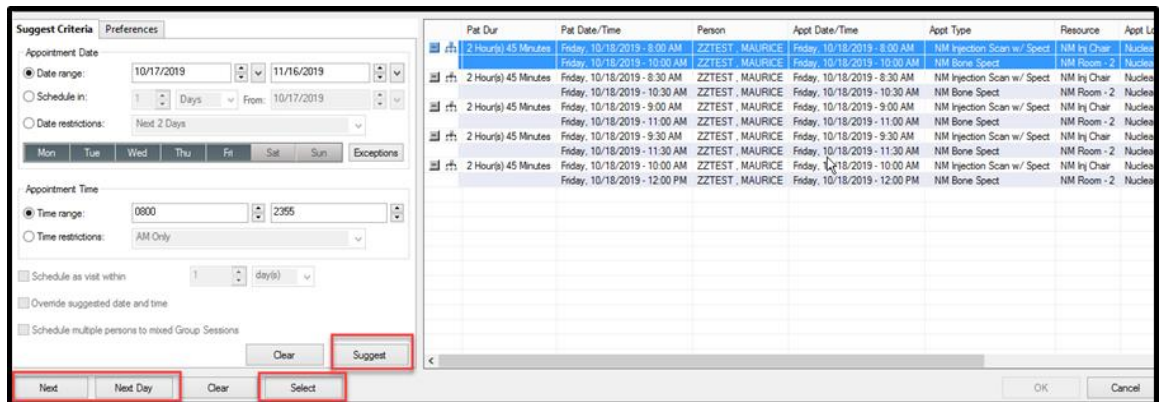 Suggest Criteria Preferences
Appointment Date
Date range: 10/17/2019 11/16/2019
Schedule in: 1 Days From: 10/17/2019
Date restrictions: Next 2 Days
Mon Tue Wed Thu Fri Sat Sun Exceptions
Appointment Time
Time range: 0800 2355
Time restrictions: AM Only
Schedule as visit within 1 day(s)
Override suggested date and time
Schedule multiple persons to mixed Group Sessions
Clear Suggest
Next Next Day Clear Select
Pat Dur Pat Date/Time Person Appt Date/Time Appt Type Resource Appt Lo
2 Hour(s) 45 Minutes Friday, 10/18/2019 - 8:00 AM ZZTEST , MAURICE Friday, 10/18/2019 - 8:00 AM NM Injection Scan w/ Spect NM Inj Chair Nuclea
Friday, 10/18/2019 - 10:00 AM ZZTEST , MAURICE Friday, 10/18/2019 - 10:00 AM NM Bone Spect NM Room - 2 Nuclea
2 Hour(s) 45 Minutes Friday, 10/18/2019 - 8:30 AM ZZTEST , MAURICE Friday, 10/18/2019 - 8:30 AM NM Injection Scan w/ Spect NM Inj Chair Nuclea
Friday, 10/18/2019 - 10:30 AM ZZTEST , MAURICE Friday, 10/18/2019 - 10:30 AM NM Bone Spect NM Room - 2 Nuclea
2 Hour(s) 45 Minutes Friday, 10/18/2019 - 9:00 AM ZZTEST , MAURICE Friday, 10/18/2019 - 9:00 AM NM Injection Scan w/ Spect NM Inj Chair Nuclea
Friday, 10/18/2019 - 11:00 AM ZZTEST , MAURICE Friday, 10/18/2019 - 11:00 AM NM Bone Spect NM Room - 2 Nuclea
2 Hour(s) 45 Minutes Friday, 10/18/2019 - 9:30 AM ZZTEST , MAURICE Friday, 10/18/2019 - 9:30 AM NM Injection Scan w/ Spect NM Inj Chair Nuclea
Friday, 10/18/2019 - 11:30 AM ZZTEST , MAURICE Friday, 10/18/2019 - 11:30 AM NM Bone Spect NM Room - 2 Nuclea
2 Hour(s) 45 Minutes Friday, 10/18/2019 - 10:00 AM ZZTEST , MAURICE Friday, 10/18/2019 - 10:00 AM NM Injection Scan w/ Spect NM Inj Chair Nuclea
Friday, 10/18/2019 - 12:00 PM ZZTEST , MAURICE Friday, 10/18/2019 - 12:00 PM NM Bone Spect NM Room - 2 Nuclea
OK Cancel